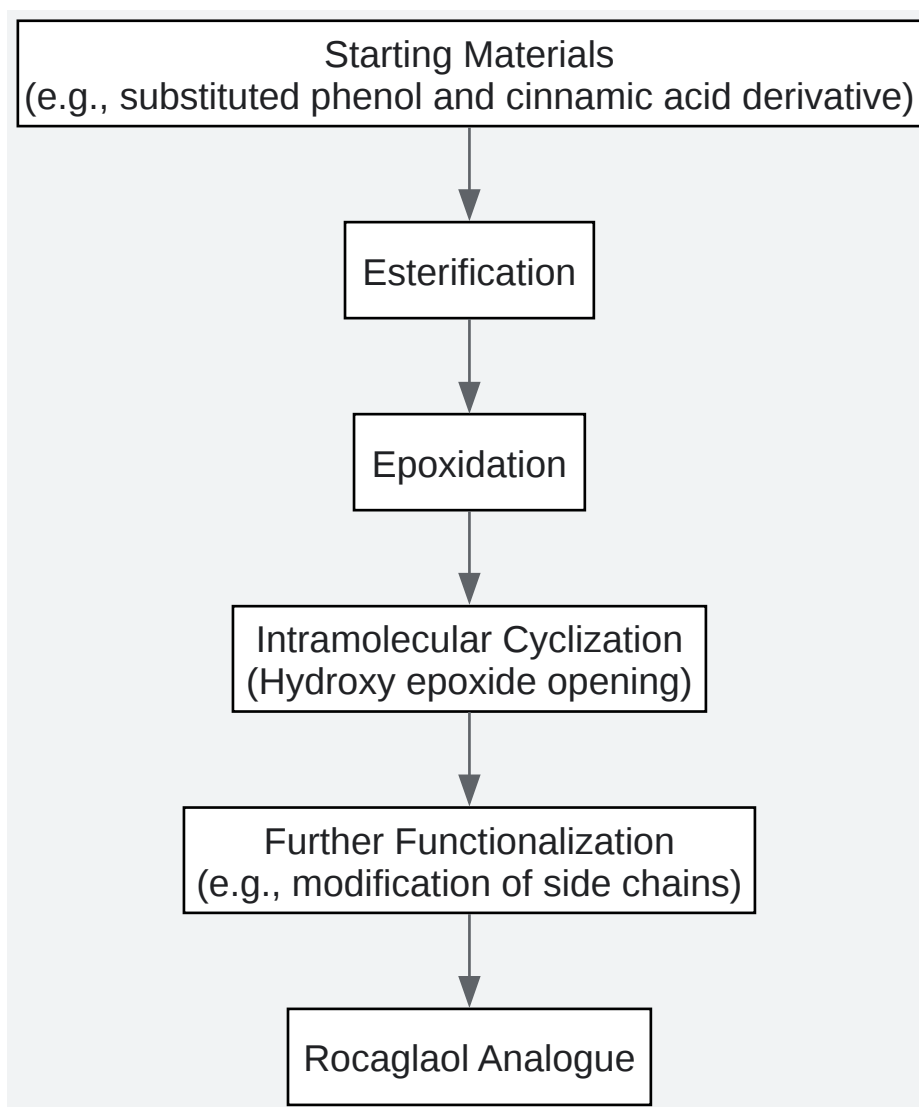 Starting Materials
(e.g., substituted phenol and cinnamic acid derivative)
Esterification
Epoxidation
Intramolecular Cyclization
(Hydroxy epoxide opening)
Further Functionalization
(e.g., modification of side chains)
Rocaglaol Analogue